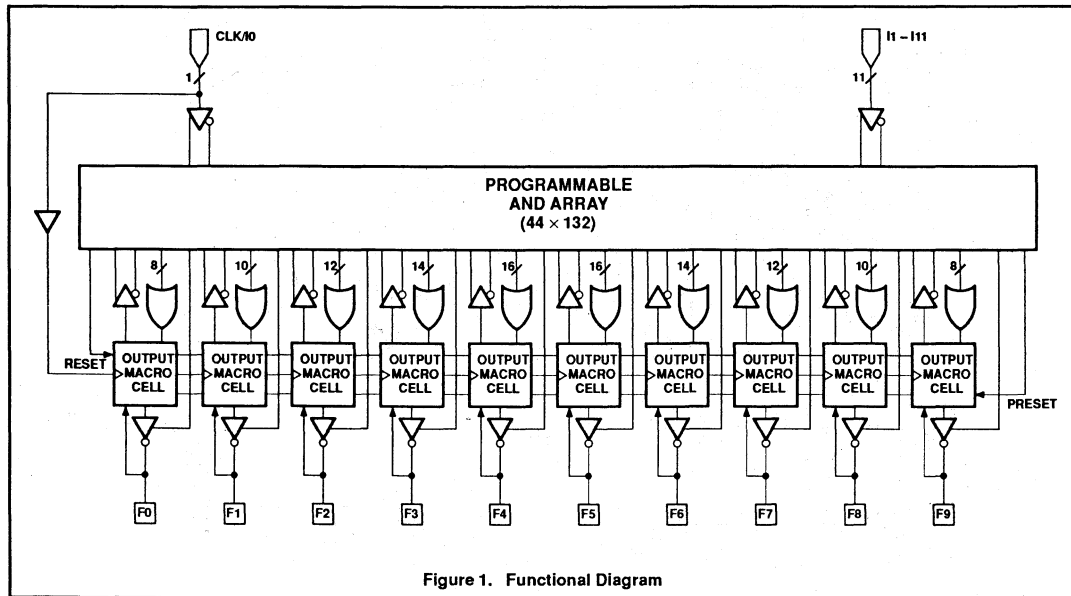 CLK/I0
I1 – I11
1
11
PROGRAMMABLE
AND ARRAY
(44 × 132)
8
10
12
14
16
16
14
12
10
8
RESET
OUTPUT
MACRO
CELL
OUTPUT
MACRO
CELL
OUTPUT
MACRO
CELL
OUTPUT
MACRO
CELL
OUTPUT
MACRO
CELL
OUTPUT
MACRO
CELL
OUTPUT
MACRO
CELL
OUTPUT
MACRO
CELL
OUTPUT
MACRO
CELL
OUTPUT
MACRO
CELL
PRESET
F0
F1
F2
F3
F4
F5
F6
F7
F8
F9
Figure 1. Functional Diagram